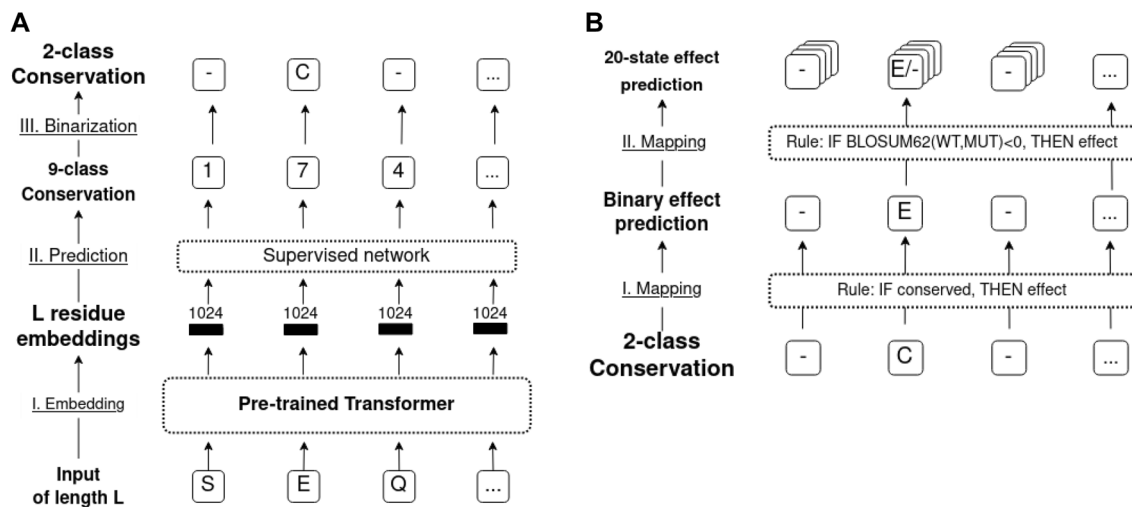 A
2-class
Conservation
- C - ...
III. Binarization
9-class
Conservation
1 7 4 ...
II. Prediction
Supervised network
L residue
embeddings
1024 1024 1024 1024
I. Embedding
Pre-trained Transformer
Input
of length L
S E Q ...
B
20-state effect
prediction
- E/- - ...
II. Mapping
Rule: IF BLOSUM62(WT,MUT)<0, THEN effect
Binary effect
prediction
- E - ...
I. Mapping
Rule: IF conserved, THEN effect
2-class
Conservation
- C - ...